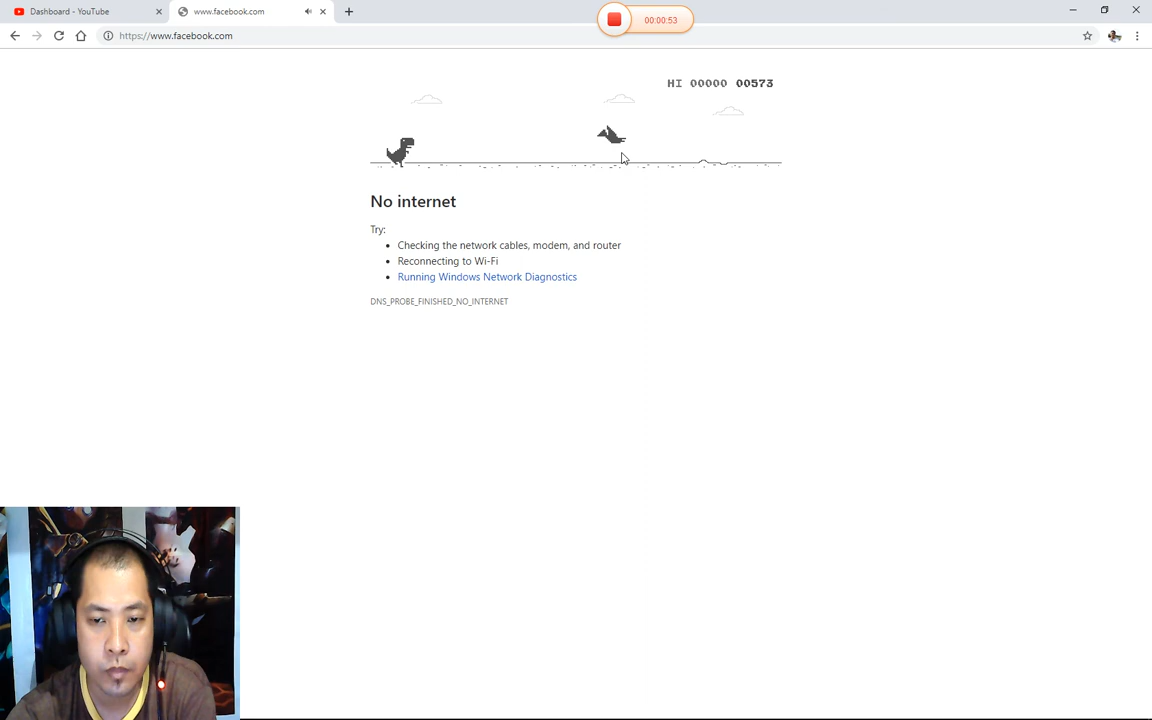 Dashboard - YouTube
www.facebook.com
00:00:53
https://www.facebook.com
HI 00000 00573
No internet
Try:
Checking the network cables, modem, and router
Reconnecting to Wi-Fi
Running Windows Network Diagnostics
DNS_PROBE_FINISHED_NO_INTERNET